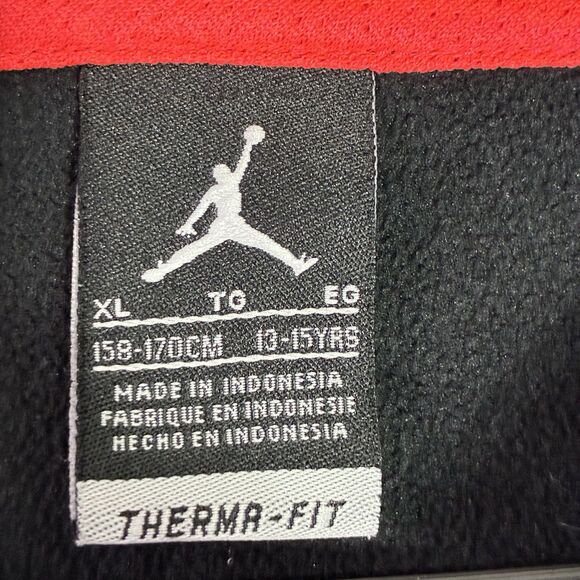 XL TG EG
158-170CM 13-15YRS
MADE IN INDONESIA
FABRIQUE EN INDONESIE
HECHO EN INDONESIA
THERMA-FIT